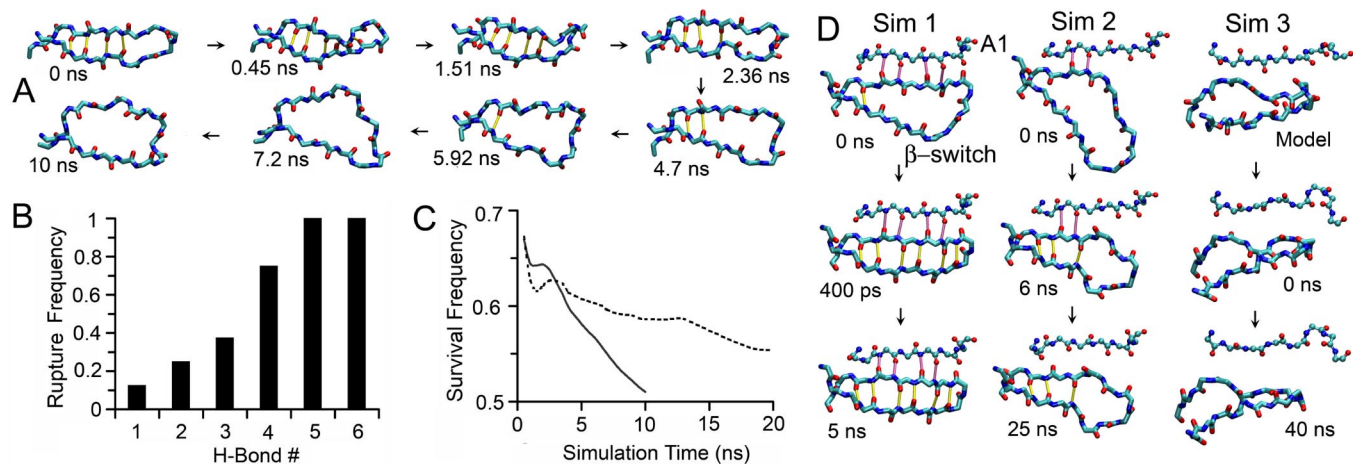 A
0 ns
0.45 ns
1.51 ns
2.36 ns
10 ns
7.2 ns
5.92 ns
4.7 ns
B
Rupture Frequency
1
0.8
0.6
0.4
0.2
0
1 2 3 4 5 6
H-Bond #
C
Survival Frequency
0.7
0.6
0.5
0 5 10 15 20
Simulation Time (ns)
D
Sim 1 Sim 2 Sim 3
A1
0 ns
β–switch
0 ns
Model
400 ps
6 ns
0 ns
5 ns
25 ns
40 ns